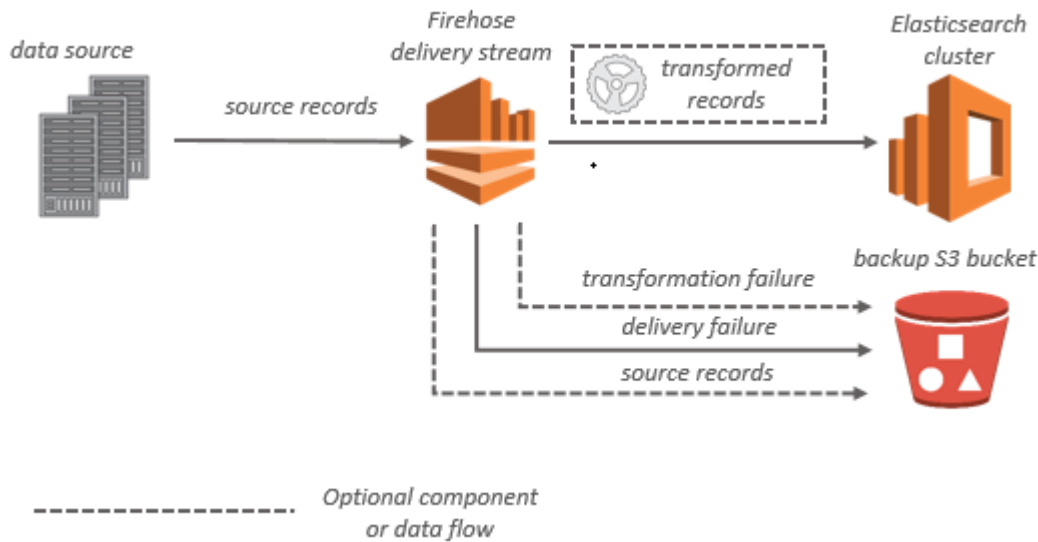 data source
source records
Firehose
delivery stream
transformed
records
Elasticsearch
cluster
backup S3 bucket
transformation failure
delivery failure
source records
Optional component
or data flow